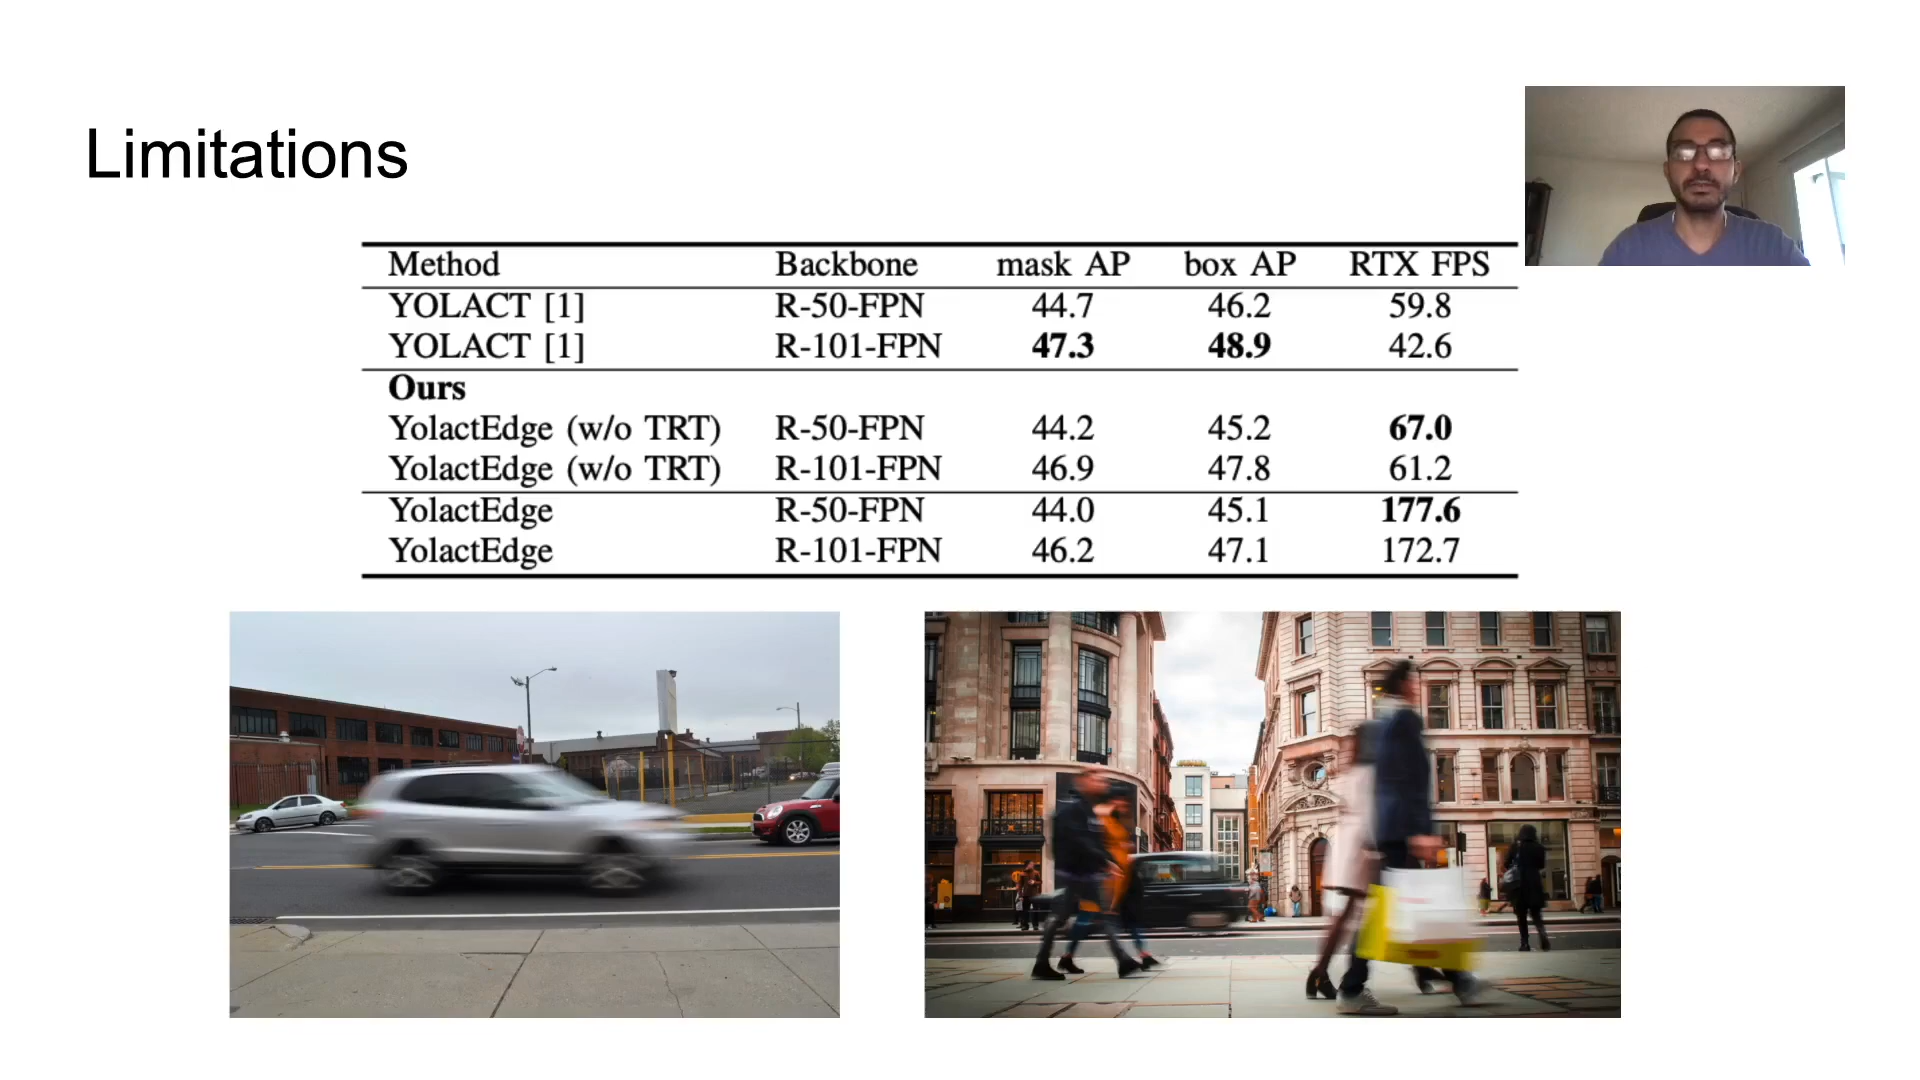 Limitations
Method Backbone mask AP box AP RTX FPS
YOLACT [1] R-50-FPN 44.7 46.2 59.8
YOLACT [1] R-101-FPN 47.3 48.9 42.6
Ours
YolactEdge (w/o TRT) R-50-FPN 44.2 45.2 67.0
YolactEdge (w/o TRT) R-101-FPN 46.9 47.8 61.2
YolactEdge R-50-FPN 44.0 45.1 177.6
YolactEdge R-101-FPN 46.2 47.1 172.7